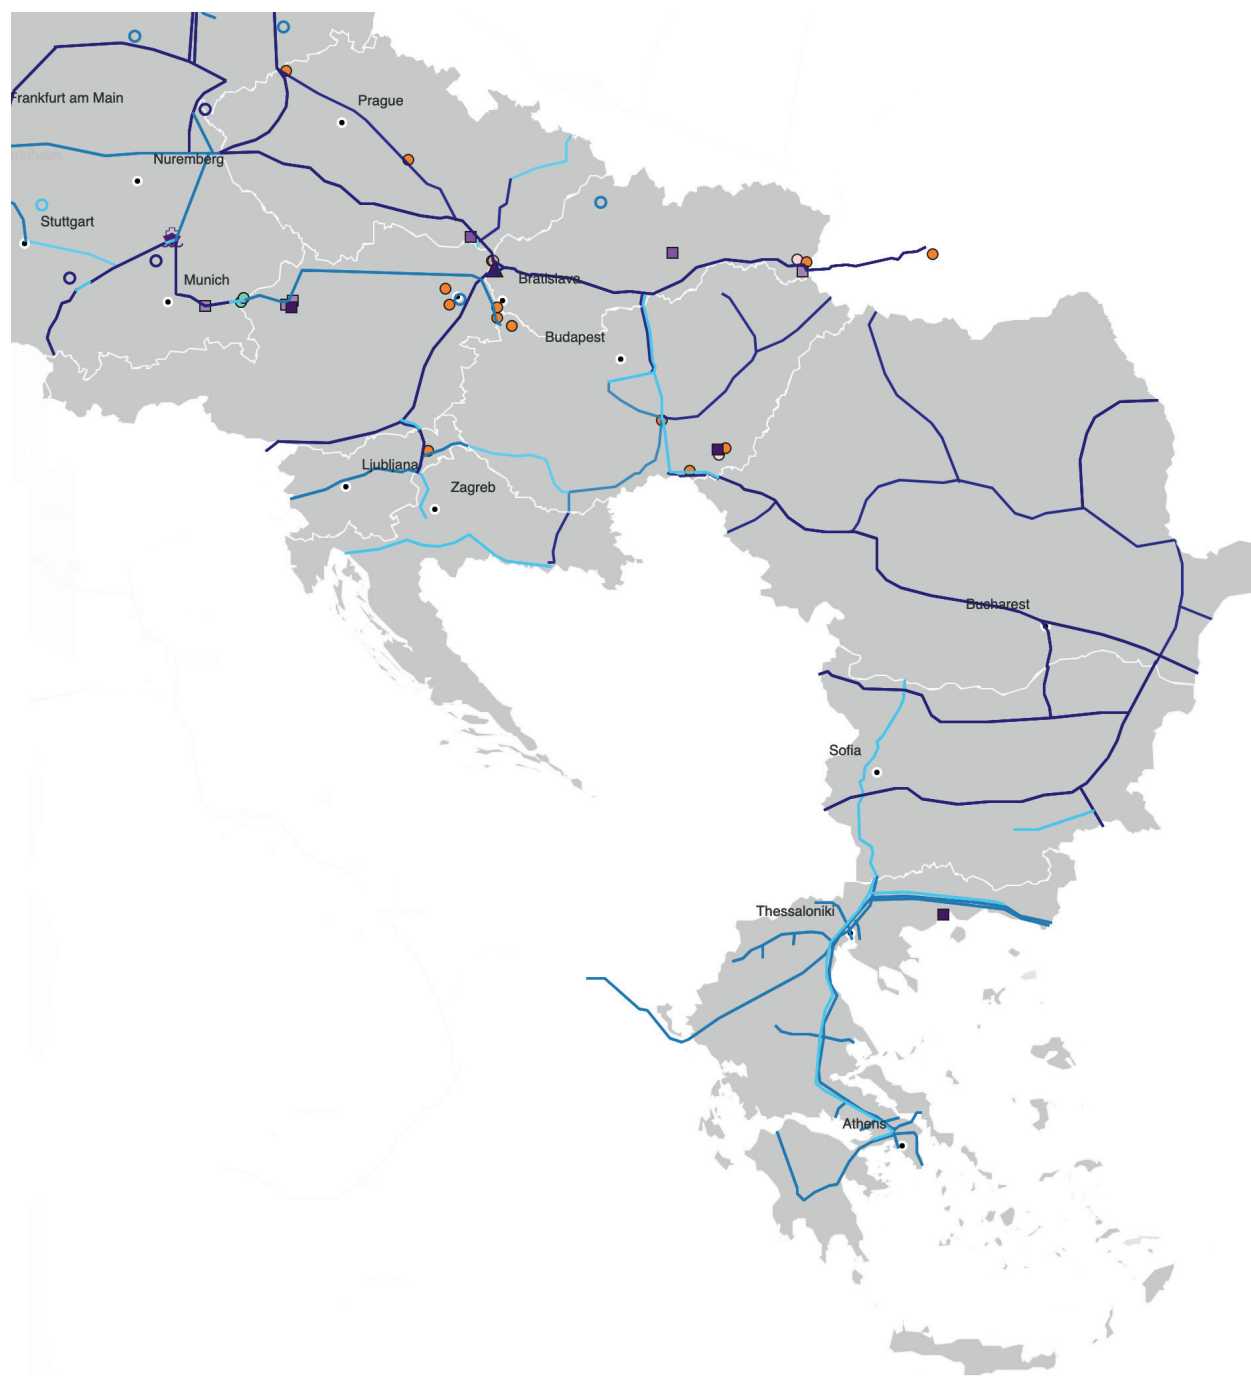 Frankfurt am Main
Prague
Nuremberg
Stuttgart
Munich
Bratislava
Budapest
Ljubljana
Zagreb
Bucharest
Sofia
Thessaloniki
Athens